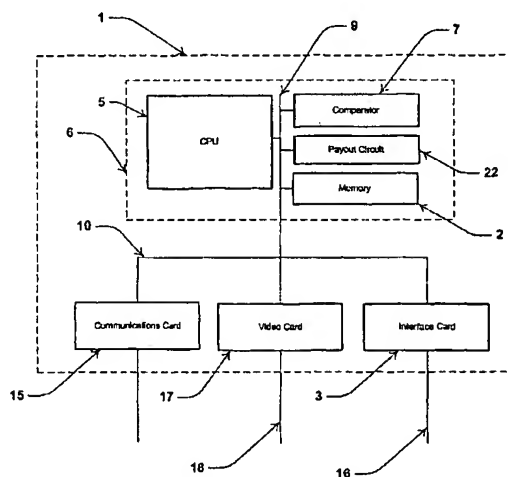 1
9
7
5
Comparator
6
CPU
Payout Circuit
22
Memory
2
10
Communications Card
Video Card
Interface Card
15
17
3
18
16